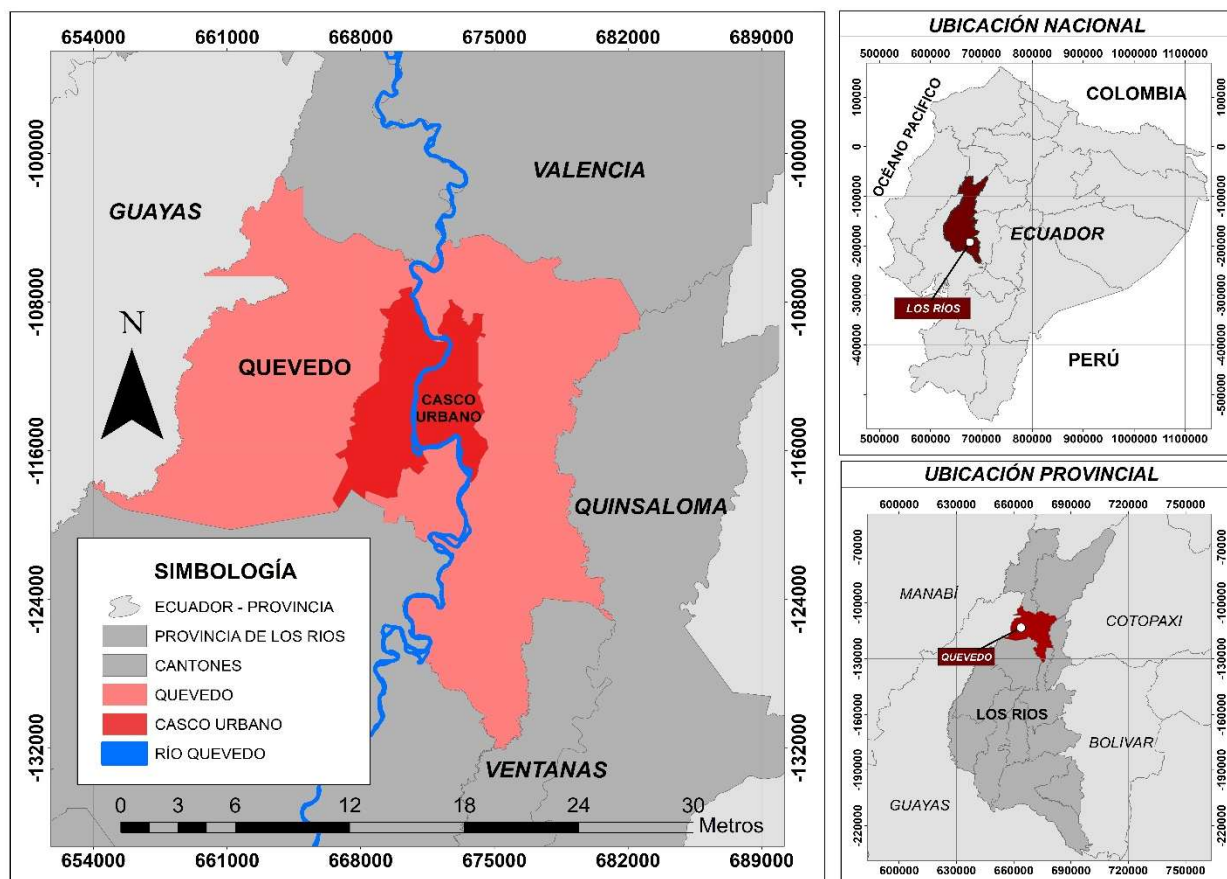 654000 661000 668000 675000 682000 689000
-100000
-108000
-116000
-124000
-132000
-100000
-108000
-116000
-124000
-132000
GUAYAS
VALENCIA
N
QUEVEDO
CASCO
URBANO
QUINSALOMA
VENTANAS
SIMBOLOGÍA
ECUADOR - PROVINCIA
PROVINCIA DE LOS RIOS
CANTONES
QUEVEDO
CASCO URBANO
RÍO QUEVEDO
0 3 6 12 18 24 30
Metros
654000 661000 668000 675000 682000 689000
UBICACIÓN NACIONAL
500000 600000 700000 800000 900000 1000000 1100000
100000
0
-100000
-200000
-300000
-400000
-500000
100000
0
-100000
-200000
-300000
-400000
-500000
OCÉANO PACÍFICO
COLOMBIA
ECUADOR
LOS RÍOS
PERÚ
500000 600000 700000 800000 900000 1000000 1100000
UBICACIÓN PROVINCIAL
600000 630000 660000 690000 720000 750000
-70000
-100000
-130000
-160000
-190000
-220000
-70000
-100000
-130000
-160000
-190000
-220000
MANABÍ
COTOPAXI
QUEVEDO
LOS RIOS
BOLIVAR
GUAYAS
600000 630000 660000 690000 720000 750000